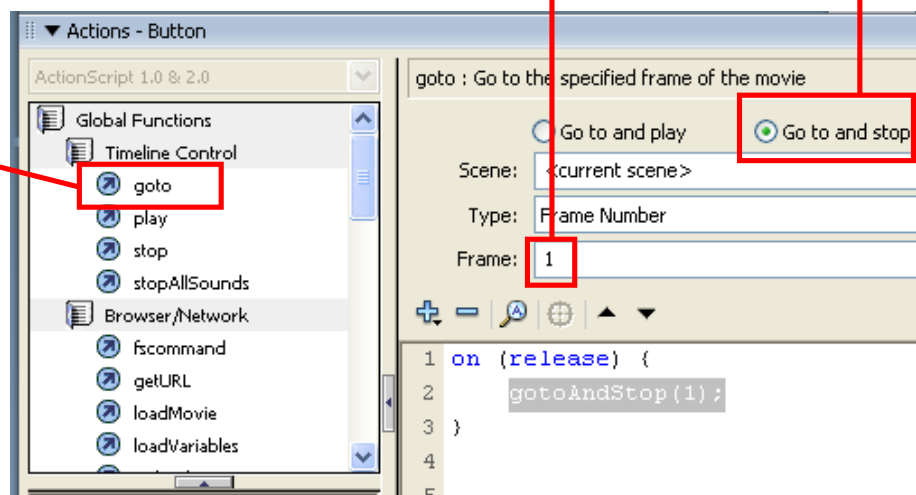 Actions - Button
ActionScript 1.0 & 2.0
Global Functions
Timeline Control
goto
play
stop
stopAllSounds
Browser/Network
fscommand
getURL
loadMovie
loadVariables
goto : Go to the specified frame of the movie
Go to and play
Go to and stop
Scene: <current scene>
Type: Frame Number
Frame: 1
1 on (release) {
2 gotoAndStop(1);
3 }
4
5